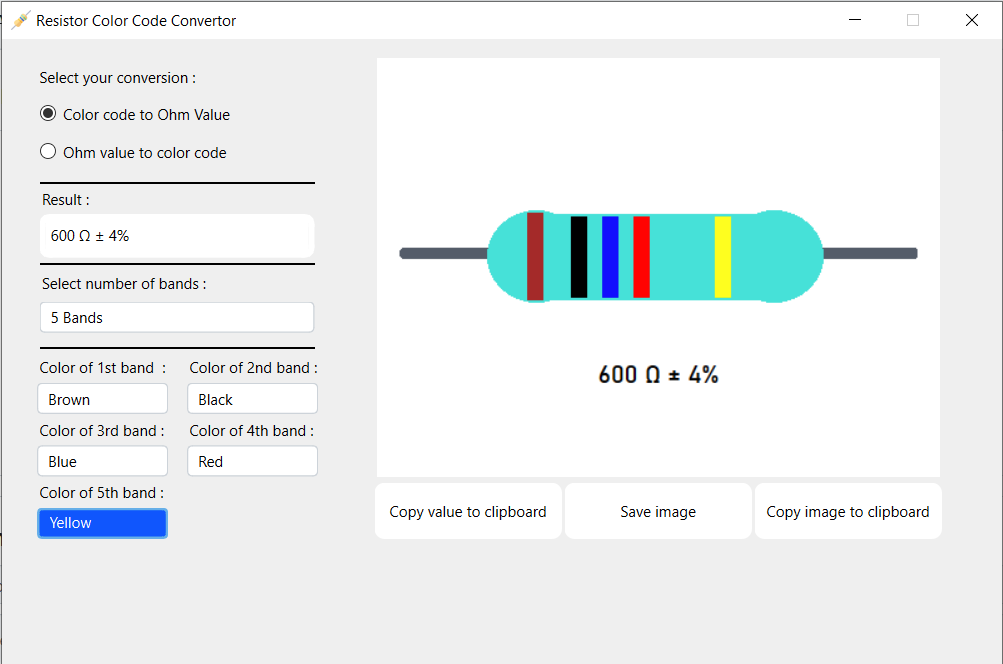 Resistor Color Code Convertor
Select your conversion :
Color code to Ohm Value
Ohm value to color code
Result :
600 Ω ± 4%
Select number of bands :
5 Bands
Color of 1st band : Color of 2nd band :
Brown Black
Color of 3rd band : Color of 4th band :
Blue Red
Color of 5th band :
Yellow
600 Ω ± 4%
Copy value to clipboard Save image Copy image to clipboard